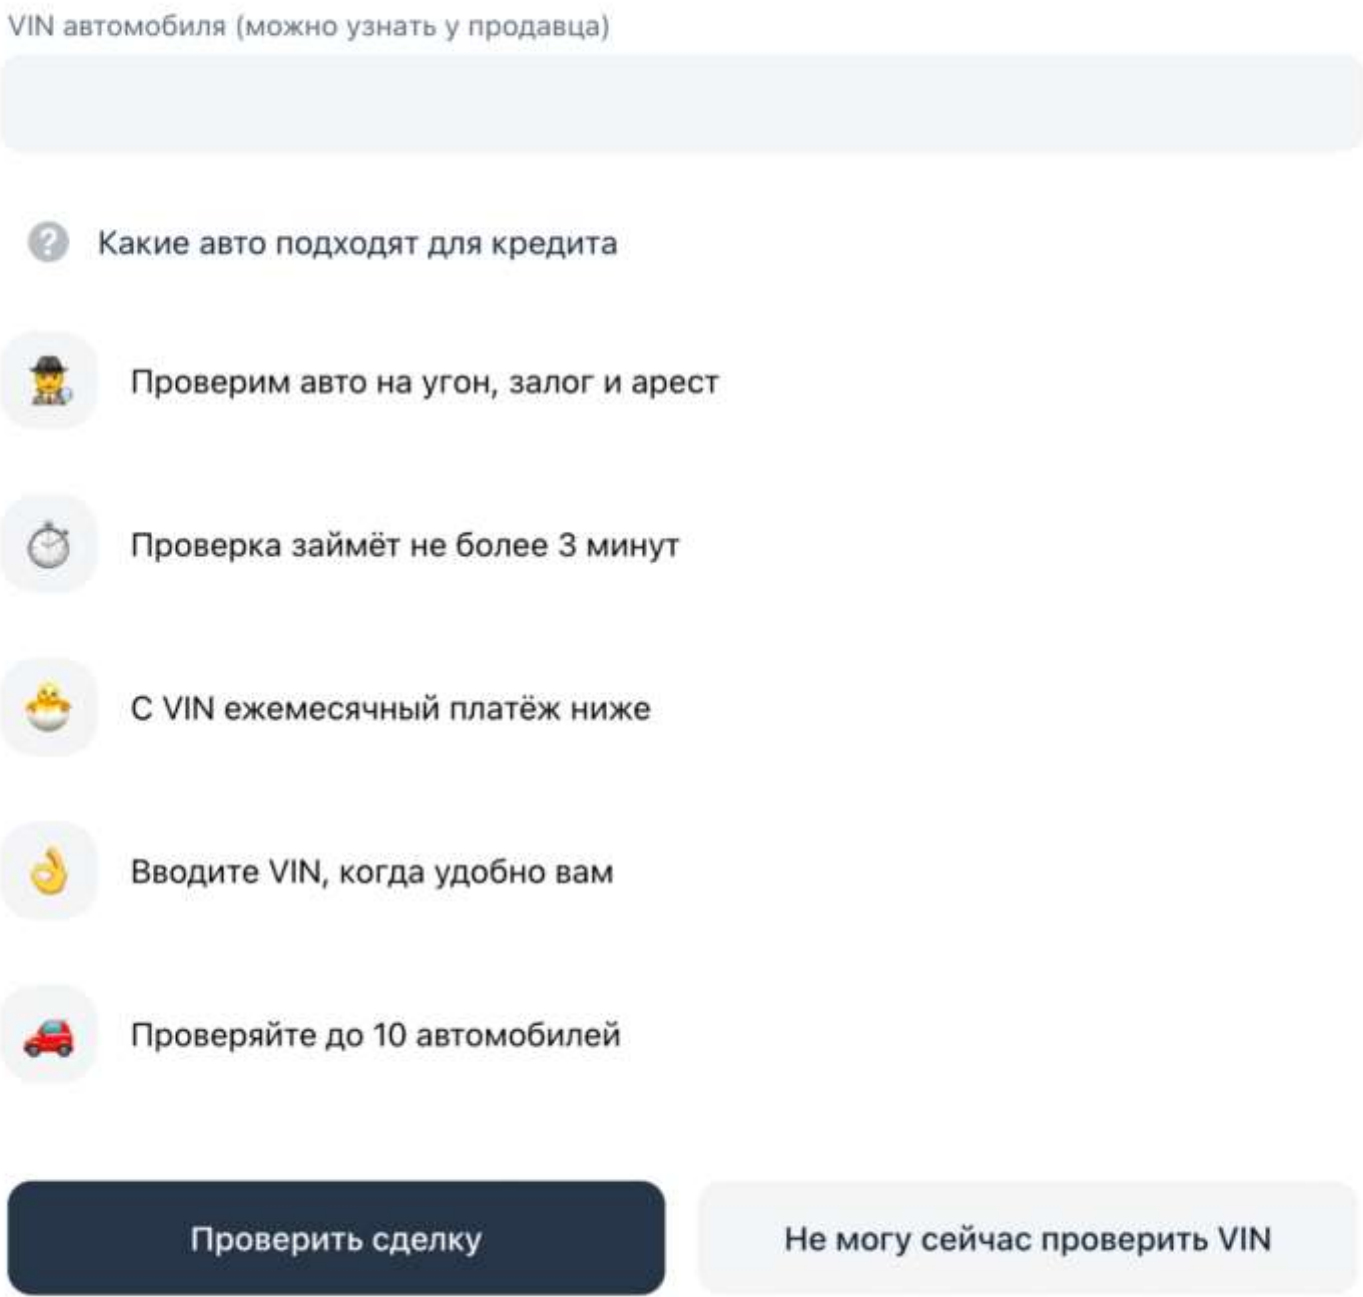 VIN автомобиля (можно узнать у продавца)
Какие авто подходят для кредита
Проверим авто на угон, залог и арест
Проверка займёт не более 3 минут
С VIN ежемесячный платёж ниже
Вводите VIN, когда удобно вам
Проверяйте до 10 автомобилей
Проверить сделку
Не могу сейчас проверить VIN